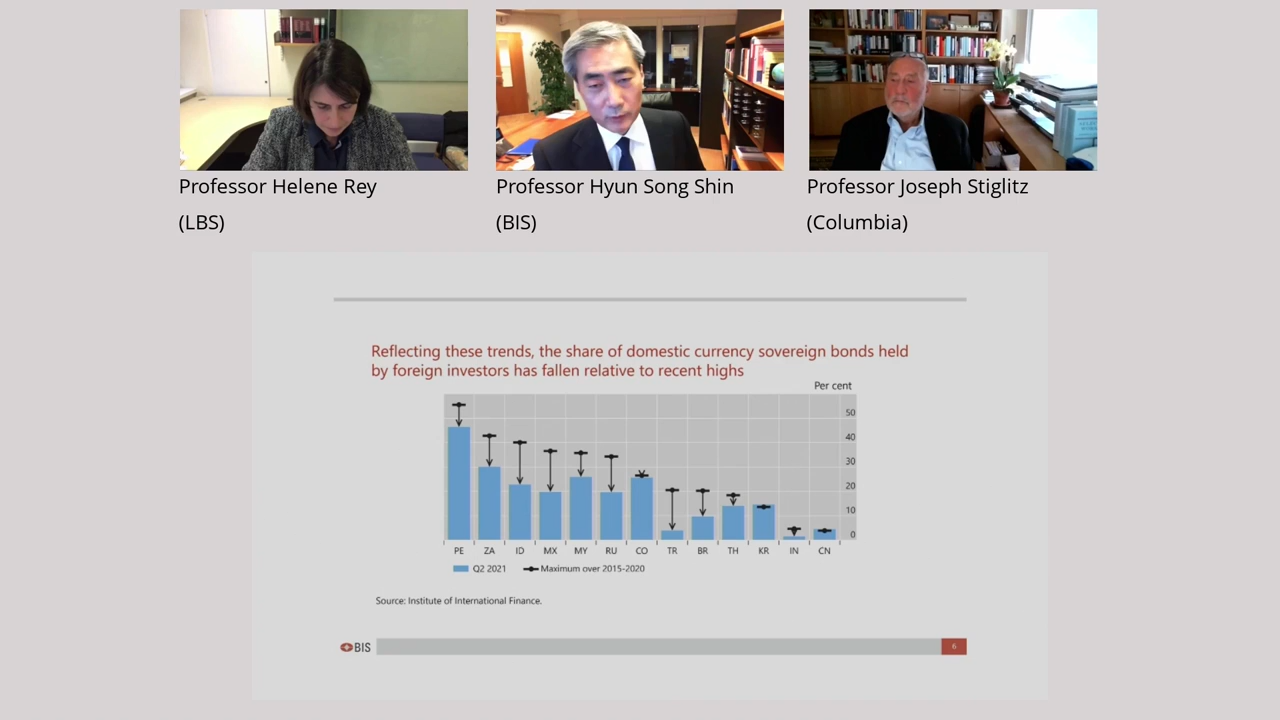 Professor Helene Rey
(LBS)
Professor Hyun Song Shin
(BIS)
Professor Joseph Stiglitz
(Columbia)
Reflecting these trends, the share of domestic currency sovereign bonds held
by foreign investors has fallen relative to recent highs
Per cent
50
40
30
20
10
0
PE ZA ID MX MY RU CO TR BR TH KR IN CN
Q2 2021 Maximum over 2015-2020
Source: Institute of International Finance.
BIS
6